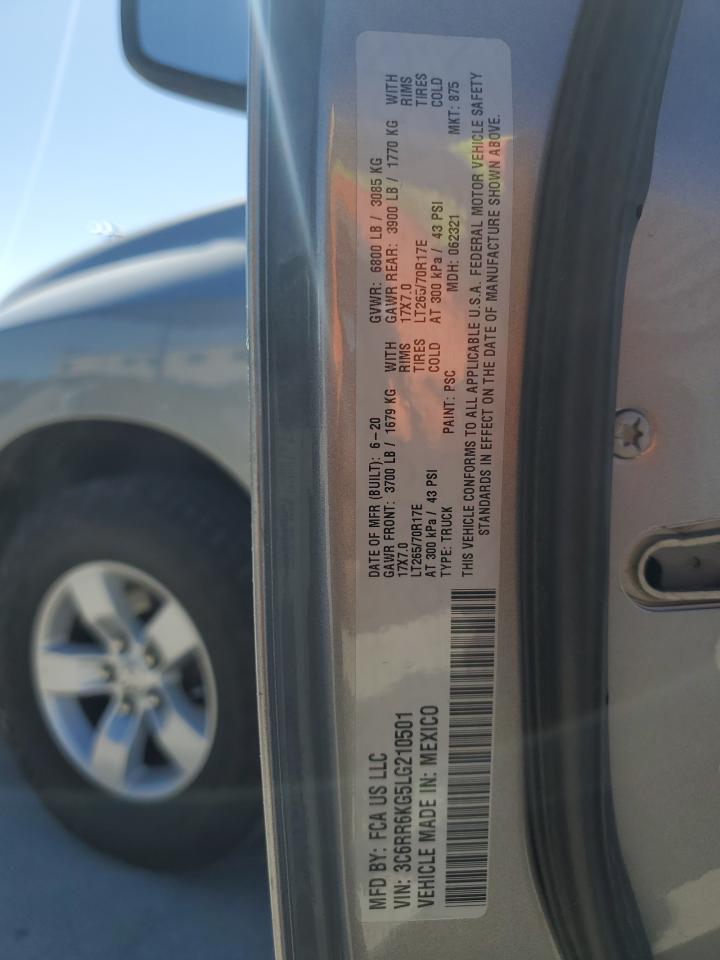 MFD BY: FCA US LLC
VIN: 3C6RR6KG5LG210501
VEHICLE MADE IN: MEXICO
DATE OF MFR (BUILT): 6-20 GVWR: 6800 LB / 3085 KG
GAWR FRONT: 3700 LB / 1679 KG WITH GAWR REAR: 3900 LB / 1770 KG WITH
17X7.0 RIMS 17X7.0 RIMS
LT265/70R17E TIRES LT265/70R17E TIRES
AT 300 kPa / 43 PSI COLD AT 300 kPa / 43 PSI COLD
TYPE: TRUCK PAINT: PSC MDH: 062321 MKT: 875
THIS VEHICLE CONFORMS TO ALL APPLICABLE U.S.A. FEDERAL MOTOR VEHICLE SAFETY
STANDARDS IN EFFECT ON THE DATE OF MANUFACTURE SHOWN ABOVE.